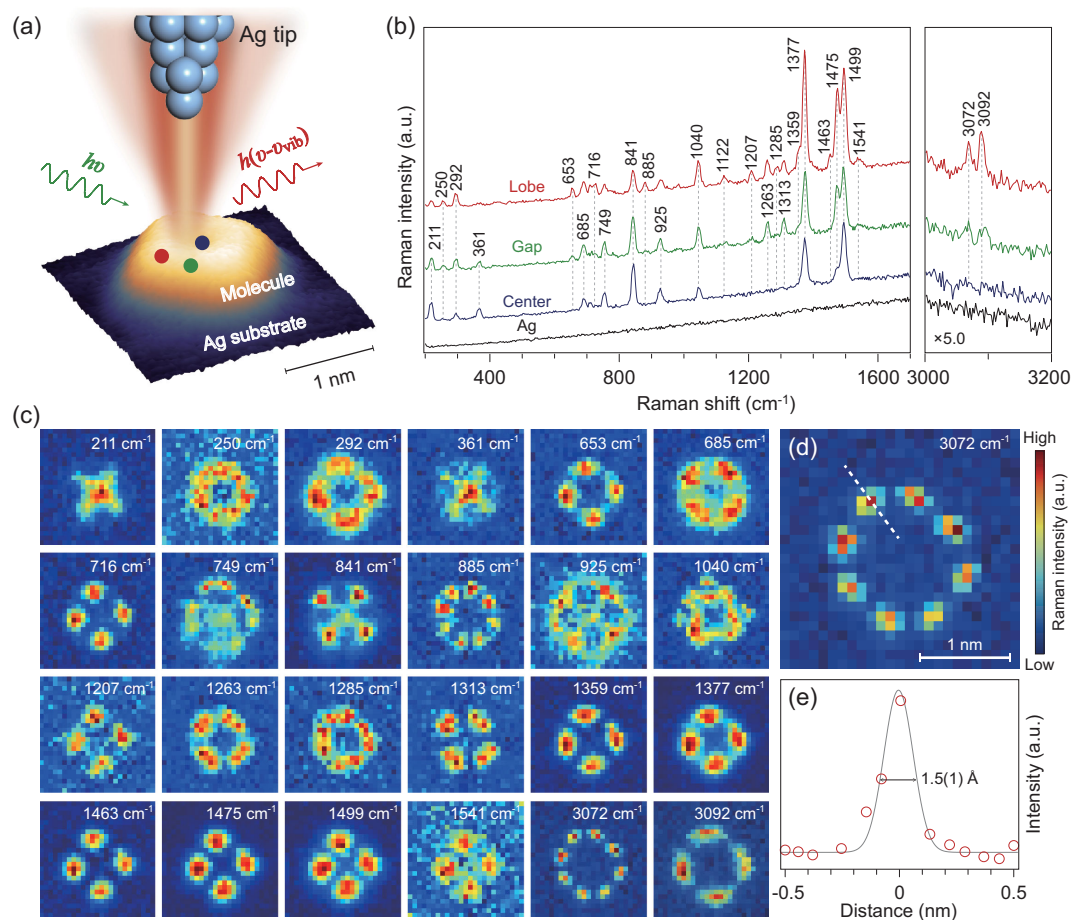 (a)
Ag tip
hυ
h(υ-υvib)
Molecule
Ag substrate
1 nm
(b)
Raman intensity (a.u.)
1377
1475
1499
1359
1463
1541
1285
1207
1122
1040
885
841
716
653
292
250
3072
3092
Lobe
1263
1313
925
749
685
361
211
Gap
Center
Ag
×5.0
400 800 1200 1600 3000 3200
Raman shift (cm-1)
(c)
211 cm-1 250 cm-1 292 cm-1 361 cm-1 653 cm-1 685 cm-1
716 cm-1 749 cm-1 841 cm-1 885 cm-1 925 cm-1 1040 cm-1
1207 cm-1 1263 cm-1 1285 cm-1 1313 cm-1 1359 cm-1 1377 cm-1
1463 cm-1 1475 cm-1 1499 cm-1 1541 cm-1 3072 cm-1 3092 cm-1
(d)
3072 cm-1
1 nm
High
Raman intensity (a.u.)
Low
(e)
1.5(1) Å
Intensity (a.u.)
-0.5 0 0.5
Distance (nm)